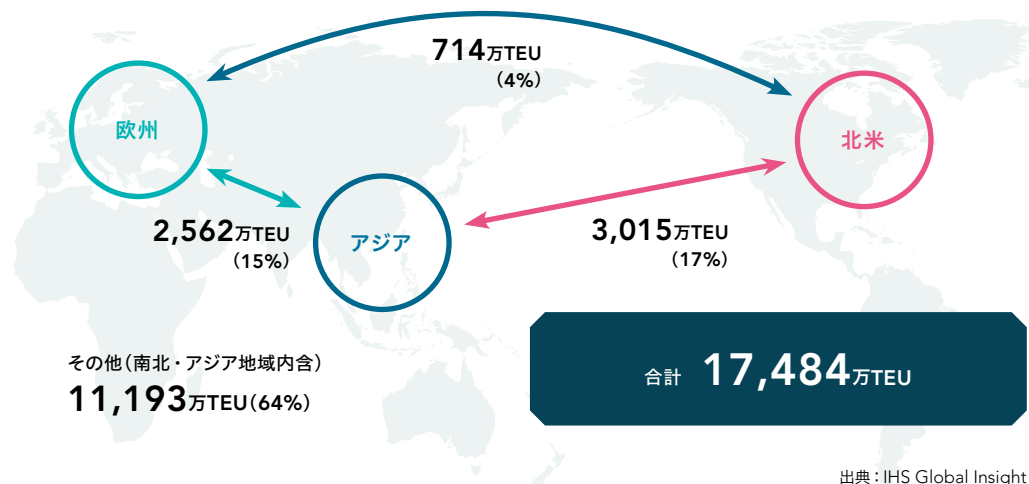 714万TEU
(4%)
欧州
北米
2,562万TEU
(15%)
アジア
3,015万TEU
(17%)
その他(南北・アジア地域内含)
11,193万TEU(64%)
合計 17,484万TEU
出典：IHS Global Insight